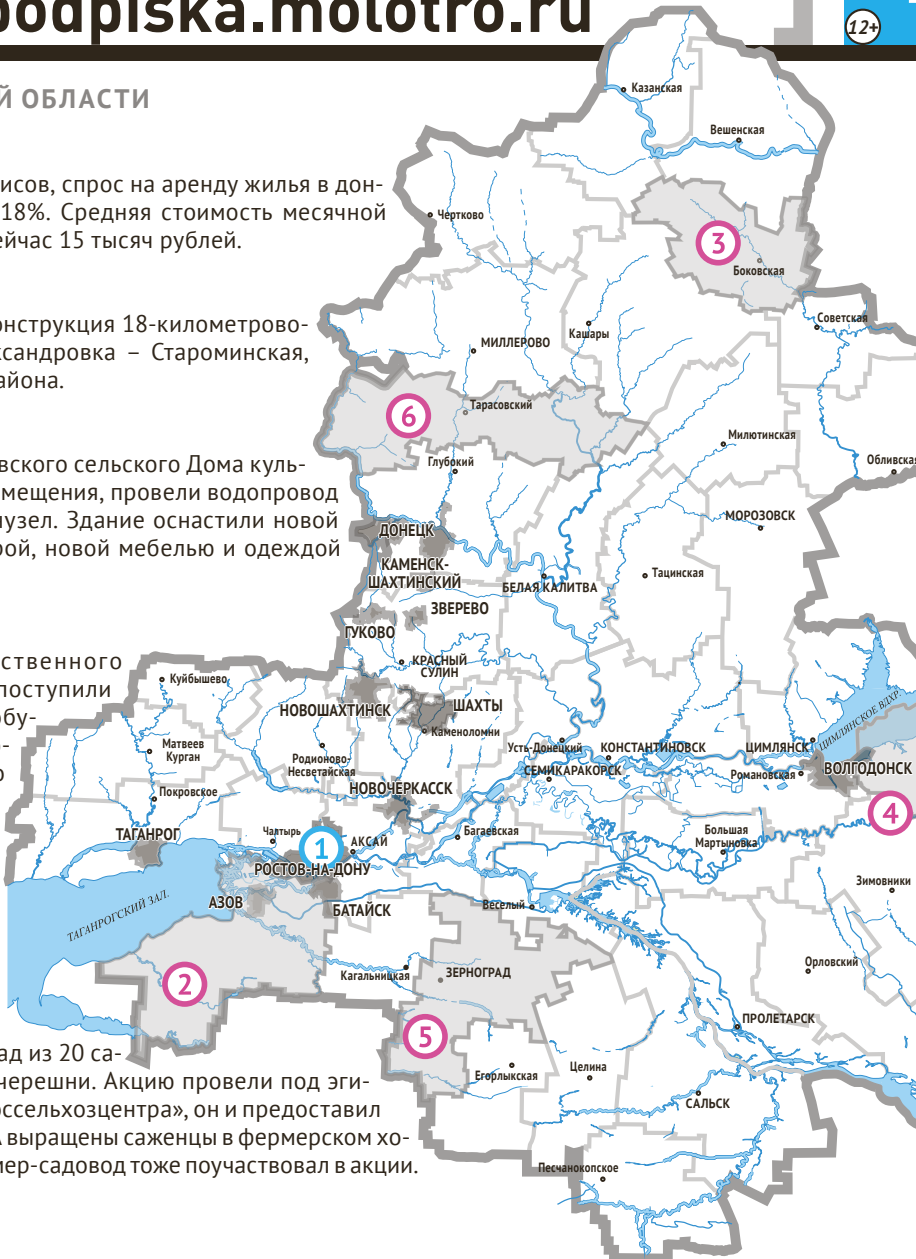 podpiska.molotro.ru
12+
Й ОБЛАСТИ
исов, спрос на аренду жилья в дон-
18%. Средняя стоимость месячной
ейчас 15 тысяч рублей.
онструкция 18-километрово-
ксандровка – Староминская,
айона.
вского сельского Дома куль-
мещения, провели водопровод
нузел. Здание оснастили новой
рой, новой мебелью и одеждой
ственного
поступили
обу-
-
о
ад из 20 са-
черешни. Акцию провели под эги-
оссельхозцентра», он и предоставил
А выращены саженцы в фермерском хо-
мер-садовод тоже поучаствовал в акции.
Казанская
Вешенская
Чертково
3
Боковская
Советская
Кашары
МИЛЛЕРОВО
6
Тарасовский
Милютинская
Глубокий
Обливская
МОРОЗОВСК
ДОНЕЦК
КАМЕНСК-
ШАХТИНСКИЙ
Тацинская
БЕЛАЯ КАЛИТВА
ЗВЕРЕВО
ГУКОВО
КРАСНЫЙ
СУЛИН
Куйбышево
НОВОШАХТИНСК
ШАХТЫ
Каменоломни
ЦИМЛЯНСКОЕ ВДХР.
Матвеев
Курган
Родионово-
Несветайская
Усть-Донецкий
КОНСТАНТИНОВСК
ЦИМЛЯНСК
СЕМИКАРАКОРСК
Романовская
ВОЛГОДОНСК
Покровское
НОВОЧЕРКАССК
4
ТАГАНРОГ
Чалтырь
1
АКСАЙ
Багаевская
Большая
Мартыновка
РОСТОВ-НА-ДОНУ
Зимовники
ТАГАНРОГСКИЙ ЗАЛ.
АЗОВ
БАТАЙСК
Веселый
2
Кагальницкая
ЗЕРНОГРАД
Орловский
5
ПРОЛЕТАРСК
Егорлыкская
Целина
САЛЬСК
Песчанокопское